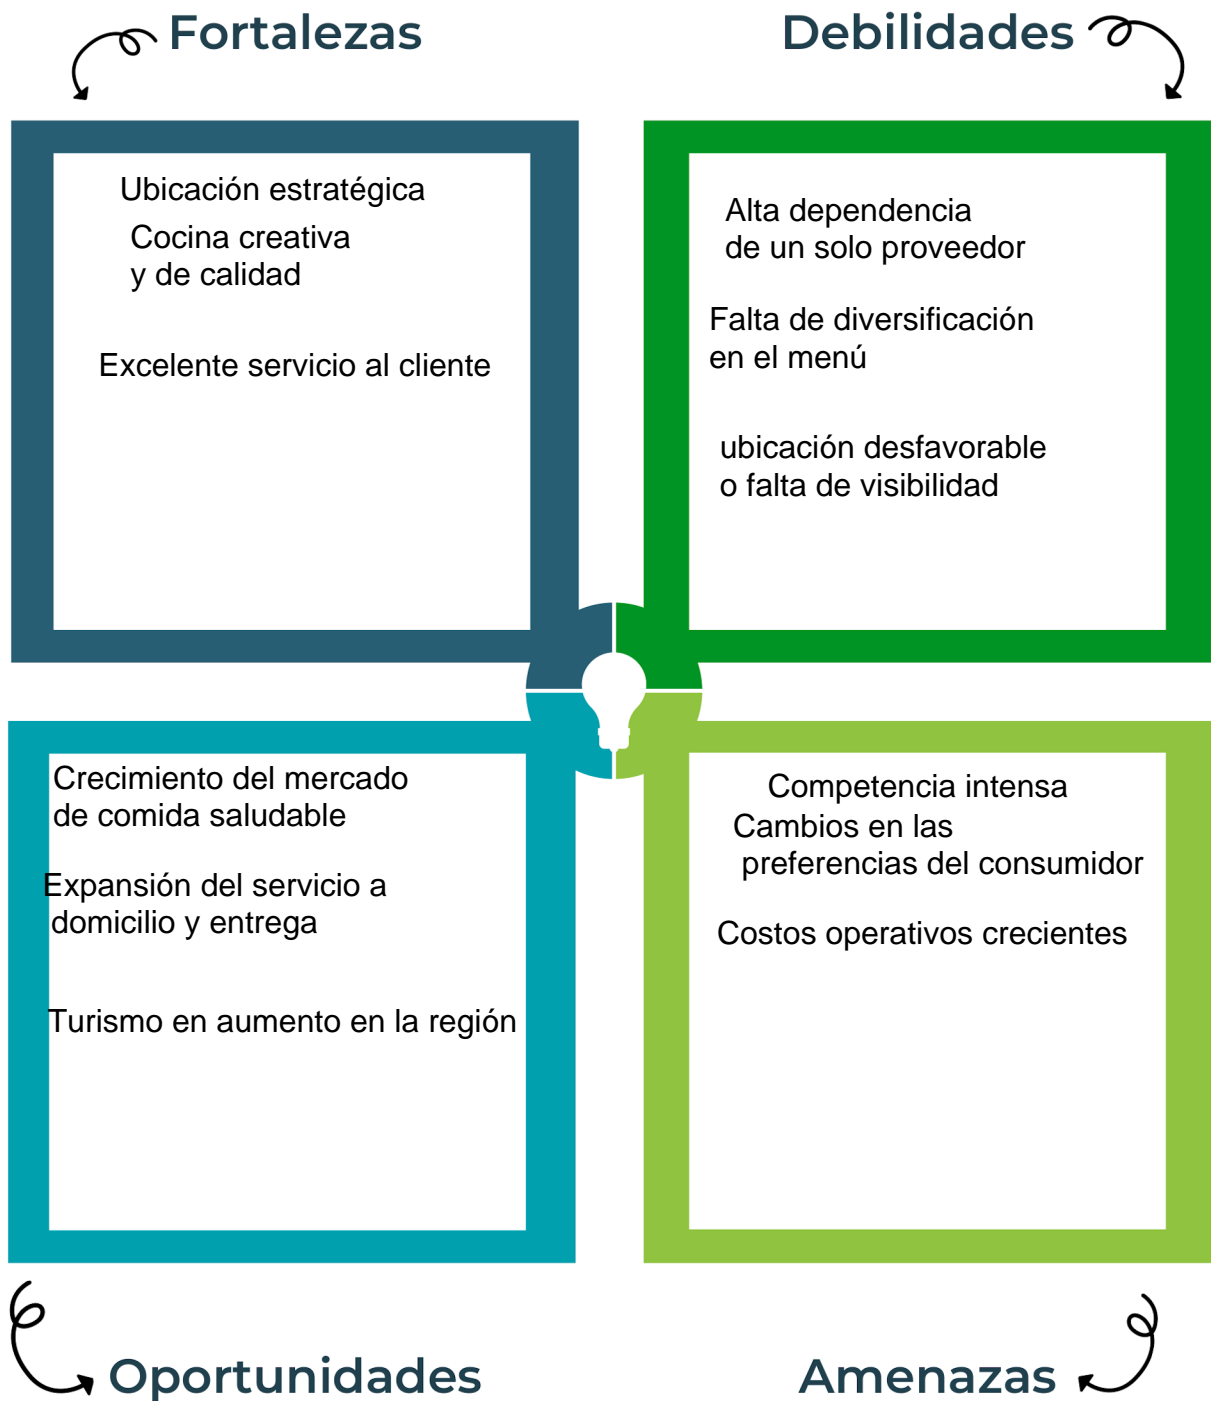 Fortalezas
Ubicación estratégica
Cocina creativa
y de calidad
Excelente servicio al cliente
Debilidades
Alta dependencia
de un solo proveedor
Falta de diversificación
en el menú
ubicación desfavorable
o falta de visibilidad
Crecimiento del mercado
de comida saludable
Expansión del servicio a
domicilio y entrega
Turismo en aumento en la región
Oportunidades
Competencia intensa
Cambios en las
preferencias del consumidor
Costos operativos crecientes
Amenazas